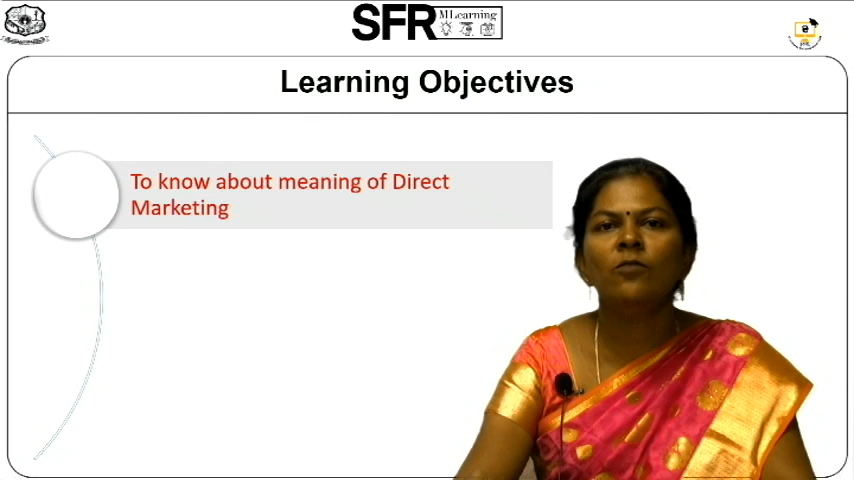 SFR MLearning
Learning Objectives
To know about meaning of Direct
Marketing